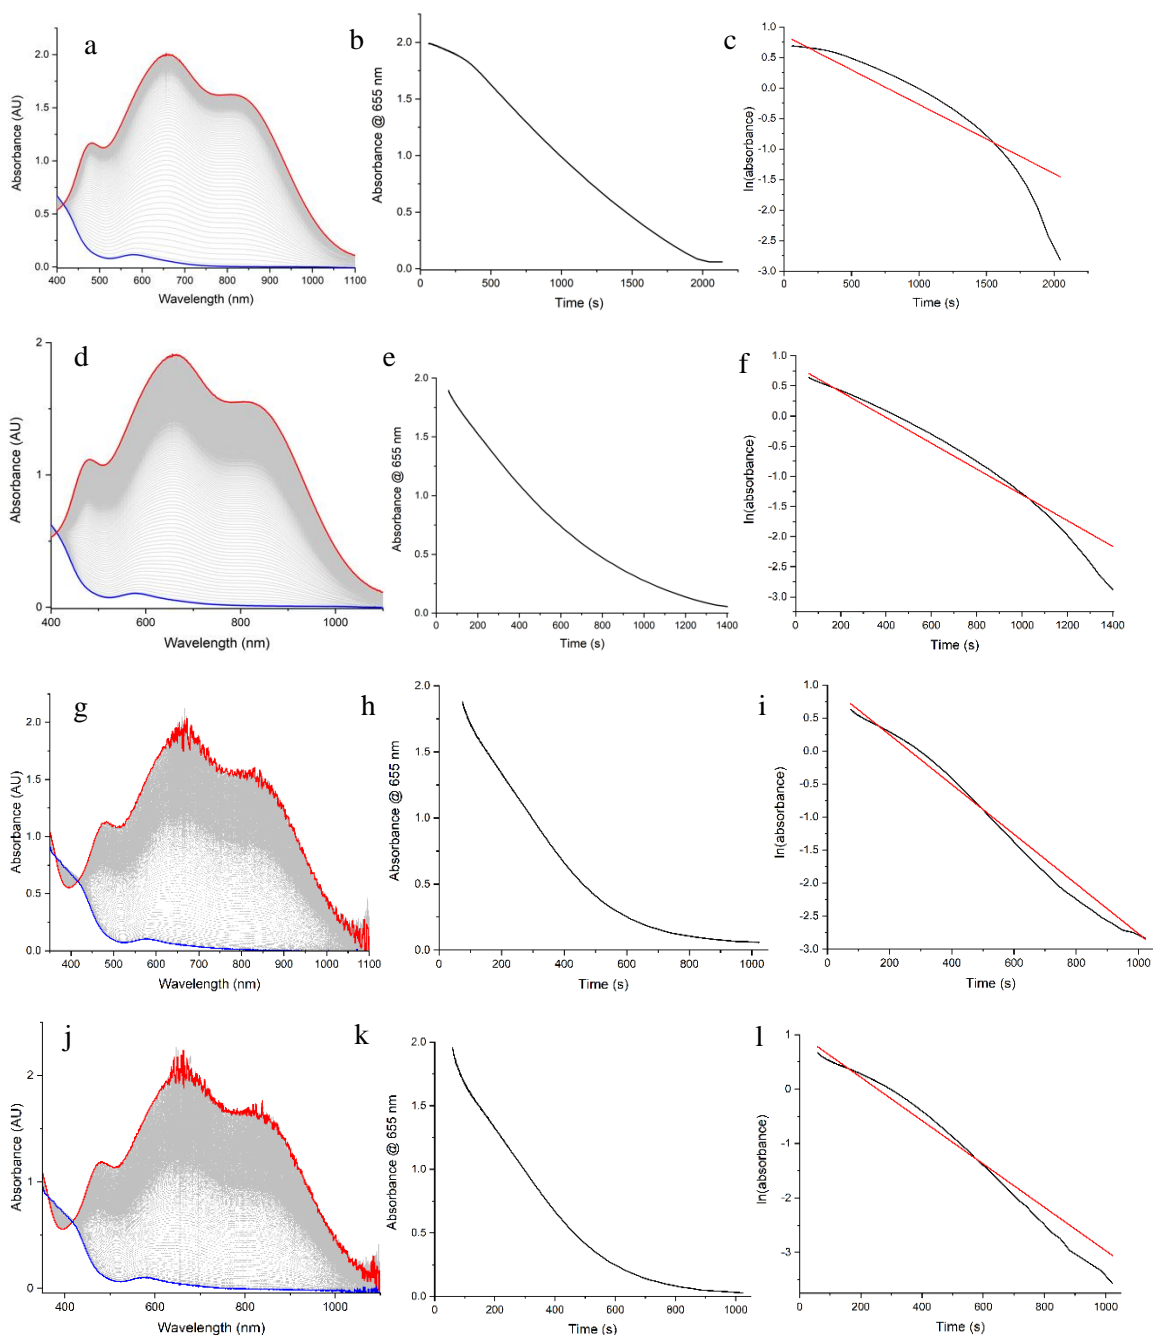 a
Absorbance (AU)
2.0
1.5
1.0
0.5
0.0
400 500 600 700 800 900 1000 1100
Wavelength (nm)
b
Absorbance @ 655 nm
2.0
1.5
1.0
0.5
0.0
0 500 1000 1500 2000
Time (s)
c
ln(absorbance)
1.0
0.5
0.0
-0.5
-1.0
-1.5
-2.0
-2.5
-3.0
0 500 1000 1500 2000
Time (s)
d
Absorbance (AU)
2
1
0
400 600 800 1000
Wavelength (nm)
e
Absorbance @ 655 nm
2.0
1.5
1.0
0.5
0.0
0 200 400 600 800 1000 1200 1400
Time (s)
f
ln(absorbance)
1.0
0.5
0.0
-0.5
-1.0
-1.5
-2.0
-2.5
-3.0
0 200 400 600 800 1000 1200 1400
Time (s)
g
Absorbance (AU)
2.0
1.5
1.0
0.5
0.0
400 500 600 700 800 900 1000 1100
Wavelength (nm)
h
Absorbance @ 655 nm
2.0
1.5
1.0
0.5
0.0
0 200 400 600 800 1000
Time (s)
i
ln(absorbance)
1.0
0.5
0.0
-0.5
-1.0
-1.5
-2.0
-2.5
-3.0
0 200 400 600 800 1000
Time (s)
j
Absorbance (AU)
2
1
0
400 600 800 1000
Wavelength (nm)
k
Absorbance @ 655 nm
2.0
1.5
1.0
0.5
0.0
0 200 400 600 800 1000
Time (s)
l
ln(absorbance)
1
0
-1
-2
-3
0 200 400 600 800 1000
Time (s)